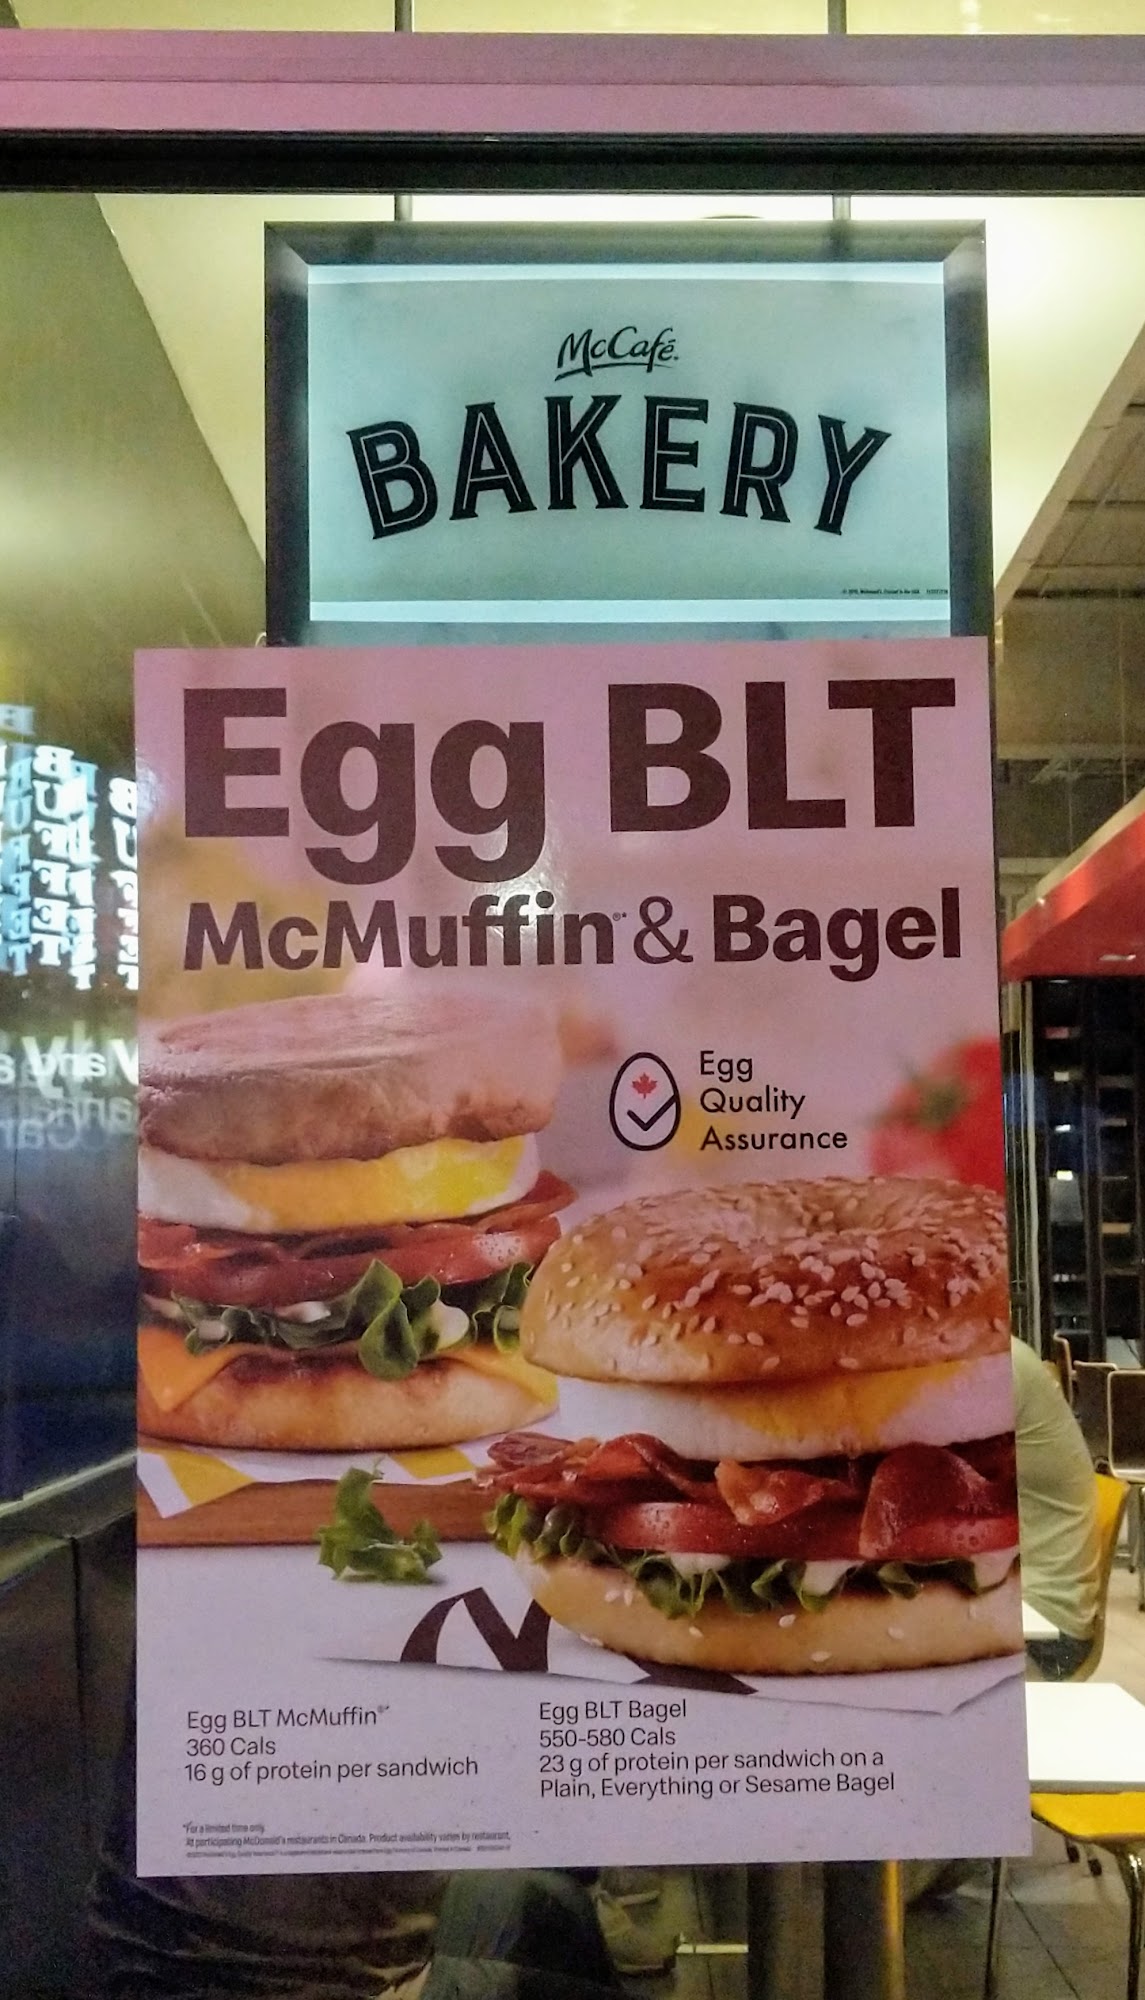 McCafé.
BAKERY
Egg BLT
McMuffin®* & Bagel
Egg
Quality
Assurance
Egg BLT McMuffin®*
360 Cals
16 g of protein per sandwich
Egg BLT Bagel
550-580 Cals
23 g of protein per sandwich on a
Plain, Everything or Sesame Bagel
*For a limited time only.
At participating McDonald's restaurants in Canada. Product availability varies by restaurant.